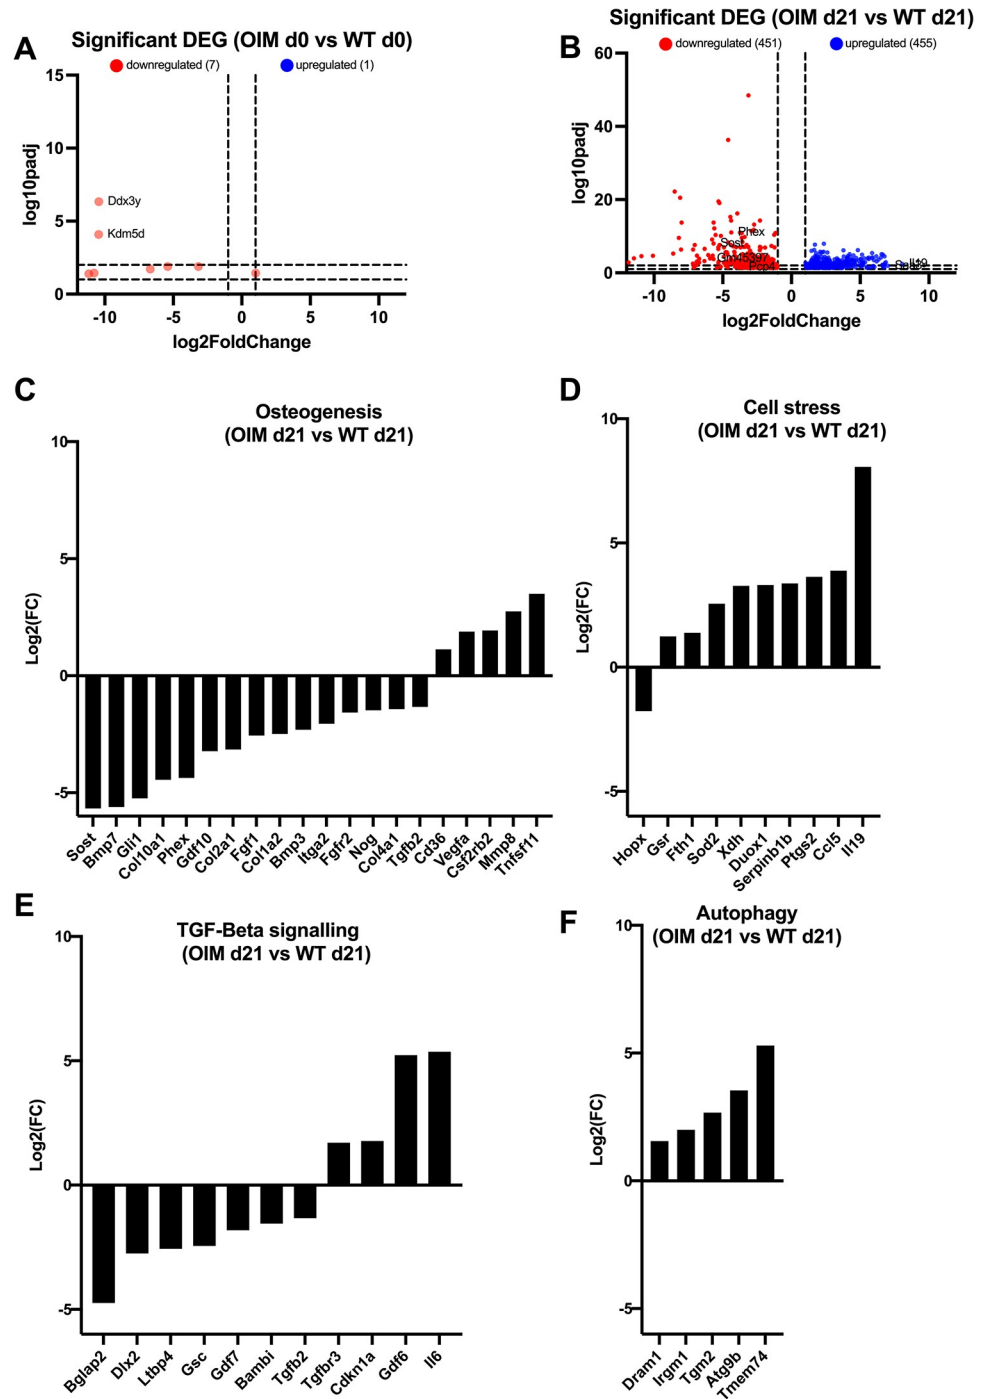 A
Significant DEG (OIM d0 vs WT d0)
downregulated (7)
upregulated (1)
15
10
5
0
log10padj
Ddx3y
Kdm5d
-10
-5
0
5
10
log2FoldChange
B
Significant DEG (OIM d21 vs WT d21)
downregulated (451)
upregulated (455)
60
40
20
0
log10padj
Phex
Sost
Gm45397
Il19
-10
-5
0
5
10
log2FoldChange
C
Osteogenesis
(OIM d21 vs WT d21)
10
5
0
-5
Log2(FC)
Sost
Bmp7
Gli1
Col10a1
Phex
Gdf10
Col2a1
Fgf1
Col1a2
Bmp3
Itga2
Fgfr2
Nog
Col4a1
Tgfb2
Cd36
Vegfa
Csf2rb2
Mmp8
Tnfsf11
D
Cell stress
(OIM d21 vs WT d21)
10
5
0
-5
Log2(FC)
Hopx
Gsr
Fth1
Sod2
Xdh
Duox1
Serpinb1b
Ptgs2
Ccl5
Il19
E
TGF-Beta signalling
(OIM d21 vs WT d21)
10
5
0
-5
Log2(FC)
Bglap2
Dlx2
Ltbp4
Gsc
Gdf7
Bambi
Tgfb2
Tgfbr3
Cdkn1a
Gdf6
Il6
F
Autophagy
(OIM d21 vs WT d21)
10
5
0
-5
Log2(FC)
Dram1
Irgm1
Tgm2
Atg9b
Tmem74